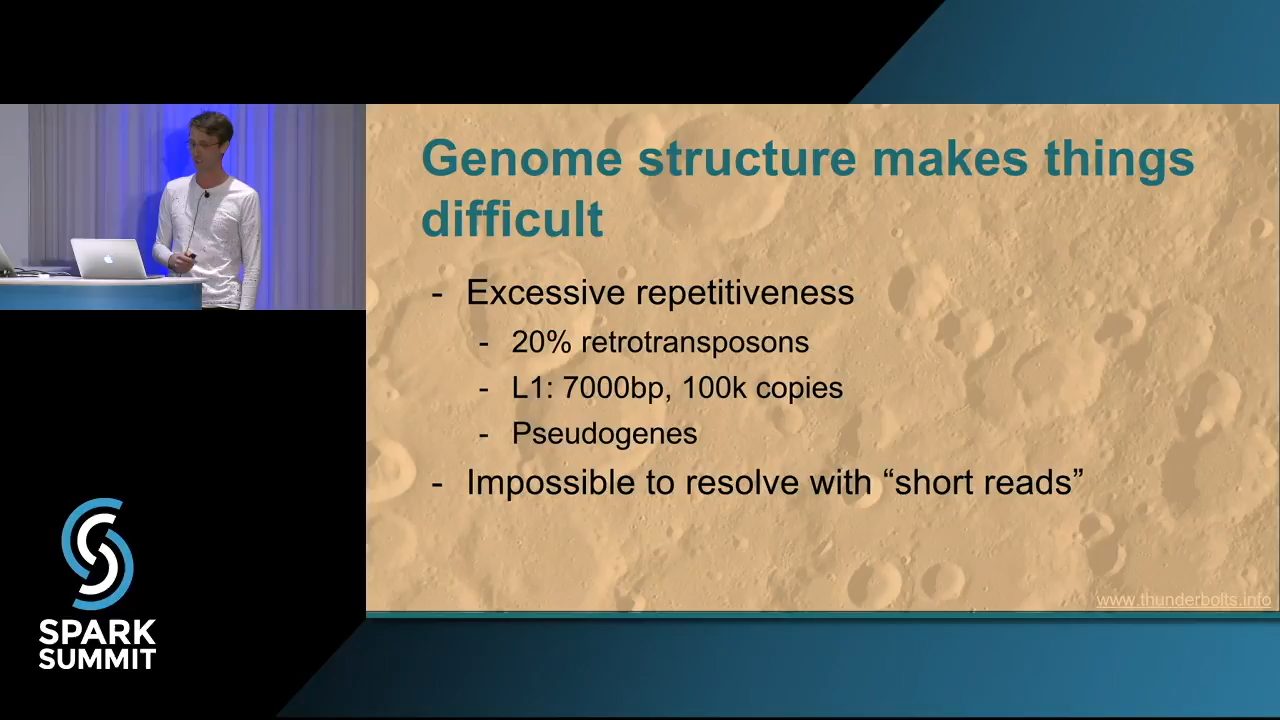 Genome structure makes things
difficult
- Excessive repetitiveness
- 20% retrotransposons
- L1: 7000bp, 100k copies
- Pseudogenes
- Impossible to resolve with “short reads”
www.thunderbolts.info
SPARK
SUMMIT